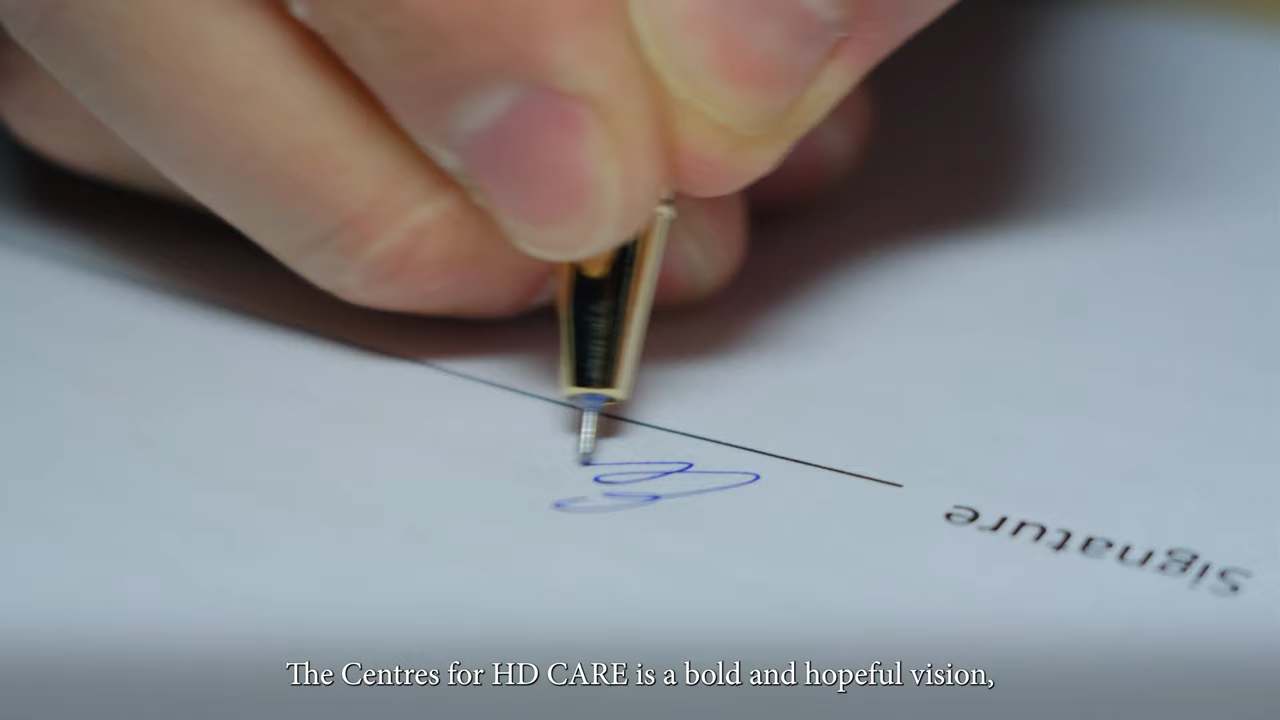 Signature
The Centres for HD CARE is a bold and hopeful vision,